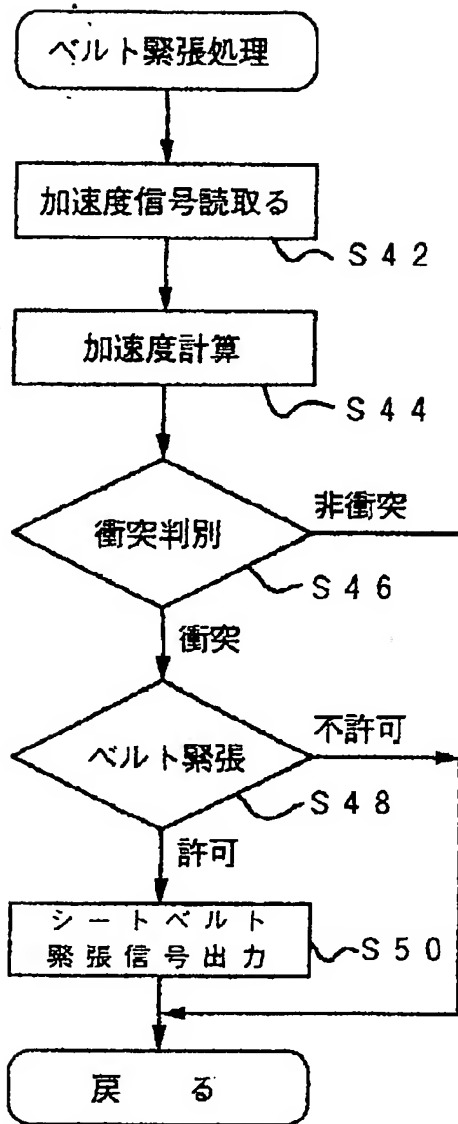 ベルト緊張処理
加速度信号読取る
S42
加速度計算
S44
衝突判別
非衝突
S46
衝突
ベルト緊張
不許可
S48
許可
シートベルト
緊張信号出力
S50
戻る